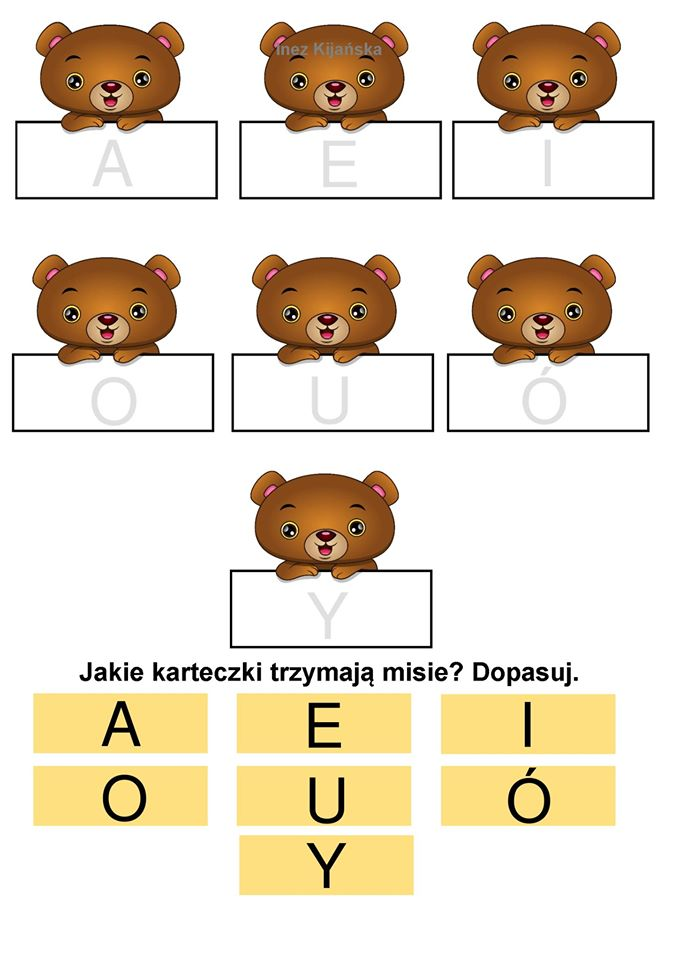 Inez Kijańska
A E I
O U Ó
Y
Jakie karteczki trzymają misie? Dopasuj.
A E I
O U Ó
Y